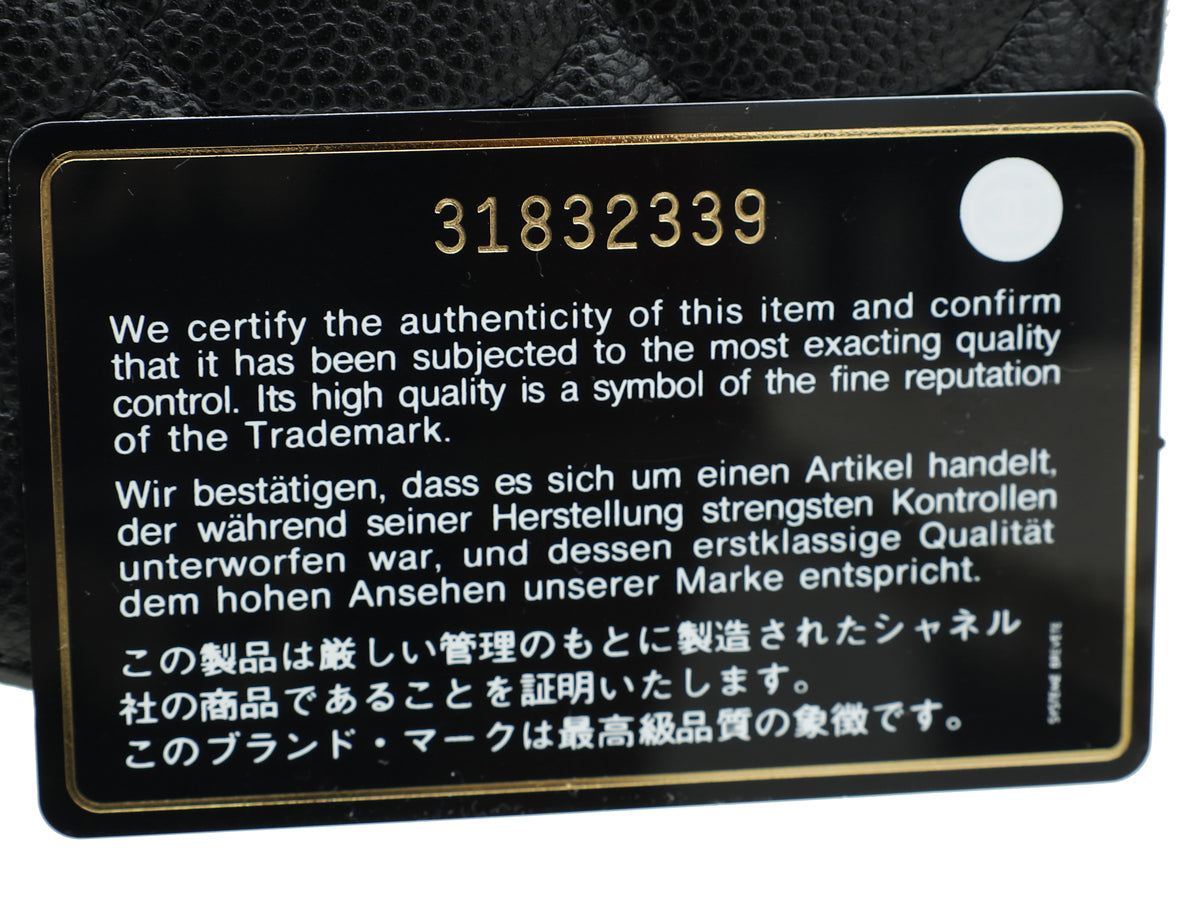 31832339
We certify the authenticity of this item and confirm
that it has been subjected to the most exacting quality
control. Its high quality is a symbol of the fine reputation
of the Trademark.
Wir bestätigen, dass es sich um einen Artikel handelt,
der während seiner Herstellung strengsten Kontrollen
unterworfen war, und dessen erstklassige Qualität
dem hohen Ansehen unserer Marke entspricht.
この製品は厳しい管理のもとに製造されたシャネル
社の商品であることを証明いたします。
このブランド・マークは最高級品質の象徴です。
SYSTEME BREVETE